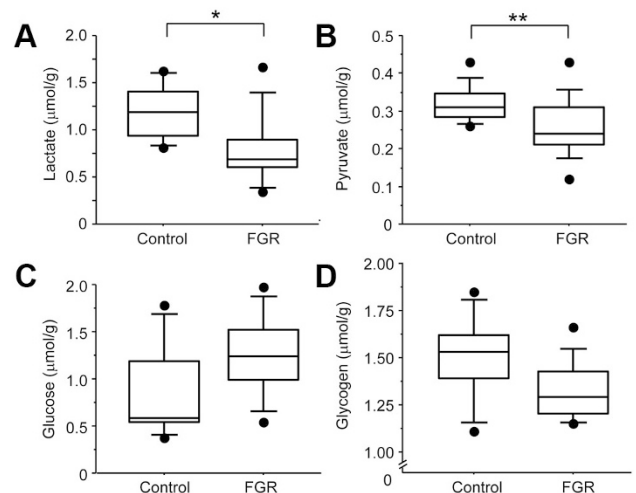 A
*
Lactate (μmol/g)
2.0
1.5
1.0
0.5
0
Control FGR
B
**
Pyruvate (μmol/g)
0.5
0.4
0.3
0.2
0.1
0
Control FGR
C
Glucose (μmol/g)
2.0
1.5
1.0
0.5
0
Control FGR
D
Glycogen (μmol/g)
2.00
1.75
1.50
1.25
1.00
0
Control FGR